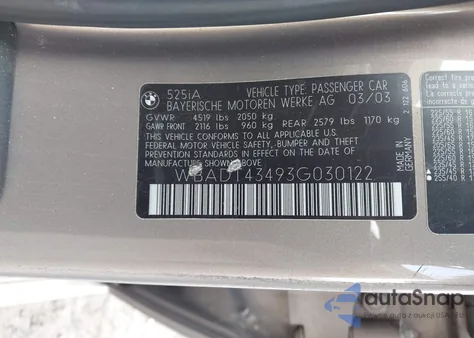 BMW
525iA VEHICLE TYPE: PASSENGER CAR
BAYERISCHE MOTOREN WERKE AG 03/03
GVWR 4519 lbs 2050 kg
GAWR FRONT 2116 lbs 960 kg REAR 2579 lbs 1170 kg
THIS VEHICLE CONFORMS TO ALL APPLICABLE
FEDERAL MOTOR VEHICLE SAFETY,-BUMPER AND
THEFT PREVENTION STANDARDS IN EFFECT ON DATE OF
MANUFACTURE SHOWN ABOVE
WBADT43493G030122
MADE IN
GERMANY
autaSnap